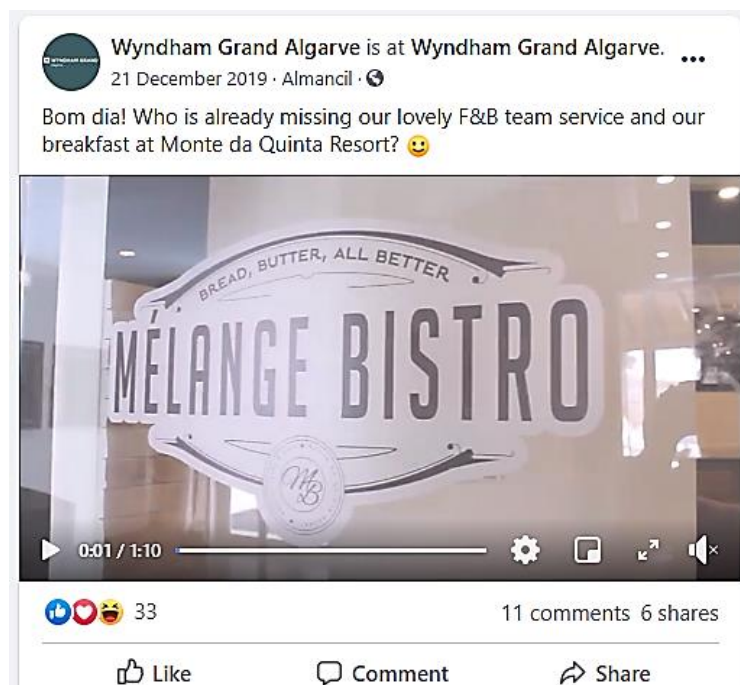 Wyndham Grand Algarve is at Wyndham Grand Algarve.
21 December 2019 · Almancil ·
Bom dia! Who is already missing our lovely F&B team service and our
breakfast at Monte da Quinta Resort? 🙂
BREAD, BUTTER, ALL BETTER
MÉLANGE BISTRO
MB
0:01 / 1:10
33
11 comments 6 shares
Like
Comment
Share